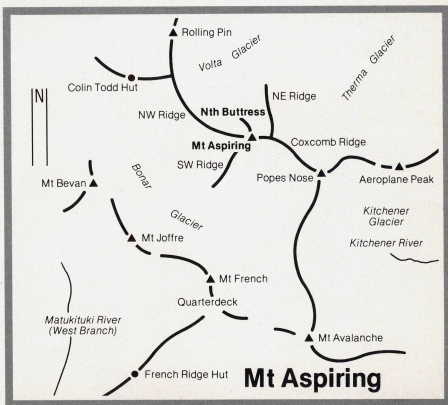 Rolling Pin
Volta Glacier
Therma Glacier
Colin Todd Hut
N
NE Ridge
NW Ridge
Nth Buttress
Mt Aspiring
Coxcomb Ridge
SW Ridge
Popes Nose
Aeroplane Peak
Mt Bevan
Bonar
Glacier
Kitchener
Glacier
Kitchener River
Mt Joffre
Mt French
Quarterdeck
Matukituki River
(West Branch)
Mt Avalanche
French Ridge Hut
Mt Aspiring